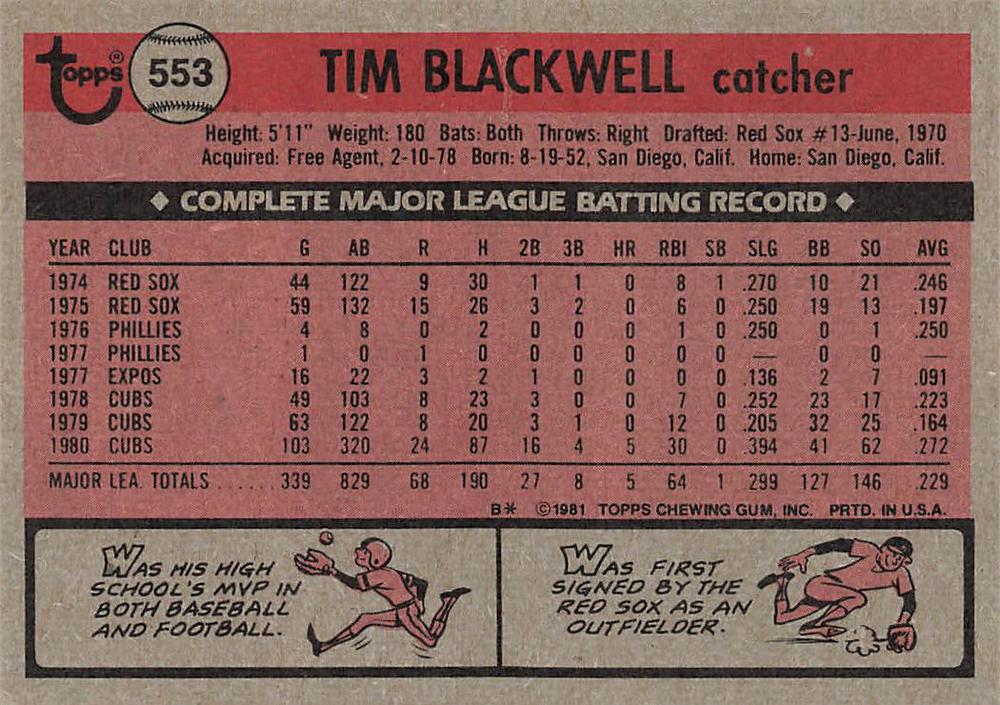 topps® 553 TIM BLACKWELL catcher
Height: 5'11" Weight: 180 Bats: Both Throws: Right Drafted: Red Sox #13-June, 1970
Acquired: Free Agent, 2-10-78 Born: 8-19-52, San Diego, Calif. Home: San Diego, Calif.
◆ COMPLETE MAJOR LEAGUE BATTING RECORD ◆
YEAR CLUB G AB R H 2B 3B HR RBI SB SLG BB SO AVG
1974 RED SOX 44 122 9 30 1 1 0 8 1 .270 10 21 .246
1975 RED SOX 59 132 15 26 3 2 0 6 0 .250 19 13 .197
1976 PHILLIES 4 8 0 2 0 0 0 1 0 .250 0 1 .250
1977 PHILLIES 1 0 1 0 0 0 0 0 0 — 0 0 —
1977 EXPOS 16 22 3 2 1 0 0 0 0 .136 2 7 .091
1978 CUBS 49 103 8 23 3 0 0 7 0 .252 23 17 .223
1979 CUBS 63 122 8 20 3 1 0 12 0 .205 32 25 .164
1980 CUBS 103 320 24 87 16 4 5 30 0 .394 41 62 .272
MAJOR LEA. TOTALS ...... 339 829 68 190 27 8 5 64 1 .299 127 146 .229
B* ©1981 TOPPS CHEWING GUM, INC. PRTD. IN U.S.A.
WAS HIS HIGH
SCHOOL'S MVP IN
BOTH BASEBALL
AND FOOTBALL.
WAS FIRST
SIGNED BY THE
RED SOX AS AN
OUTFIELDER.